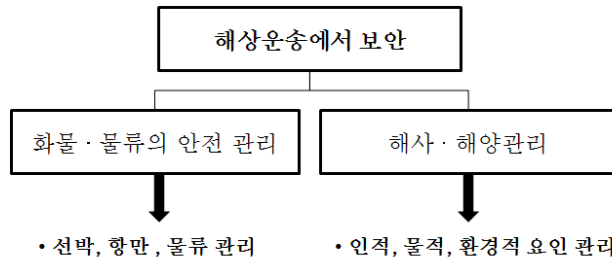 해상운송에서 보안
화물 · 물류의 안전 관리
해사 · 해양관리
• 선박, 항만 , 물류 관리
• 인적, 물적, 환경적 요인 관리